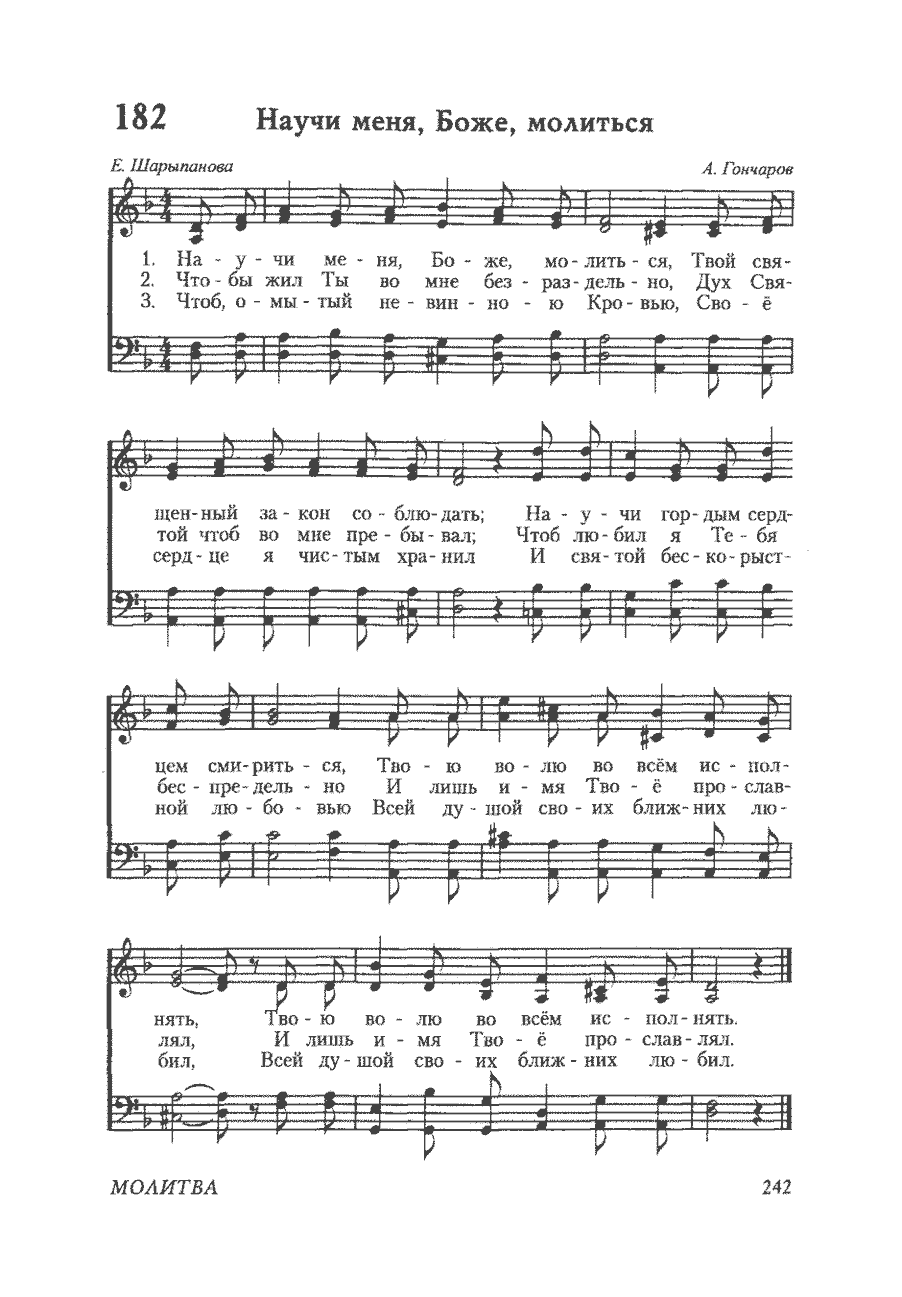 182 Научи меня, Боже, молиться
Е. Шарыпанова А. Гончаров
1. На - у - чи ме - ня, Бо - же, мо - лить - ся, Твой свя-
2. Что - бы жил Ты во мне без - раз - дель - но, Дух Свя-
3. Чтоб, о - мы - тый не - вин - но - ю Кро - вью, Сво - ё
щен - ный за - кон со - блю - дать; На - у - чи гор - дым серд-
той чтоб во мне пре - бы - вал; Чтоб лю - бил я Те - бя
серд - це я чис - тым хра - нил И свя - той бес - ко - рыст-
цем сми - рить - ся, Тво - ю во - лю во всём ис - пол-
бес - пре - дель - но И лишь и - мя Тво - ё про - слав-
ной лю - бо - вью Всей ду - шой сво - их ближ - них лю-
нять, Тво - ю во - лю во всём ис - пол - нять.
лял, И лишь и - мя Тво - ё про - слав - лял.
бил, Всей ду - шой сво - их ближ - них лю - бил.
МОЛИТВА 242